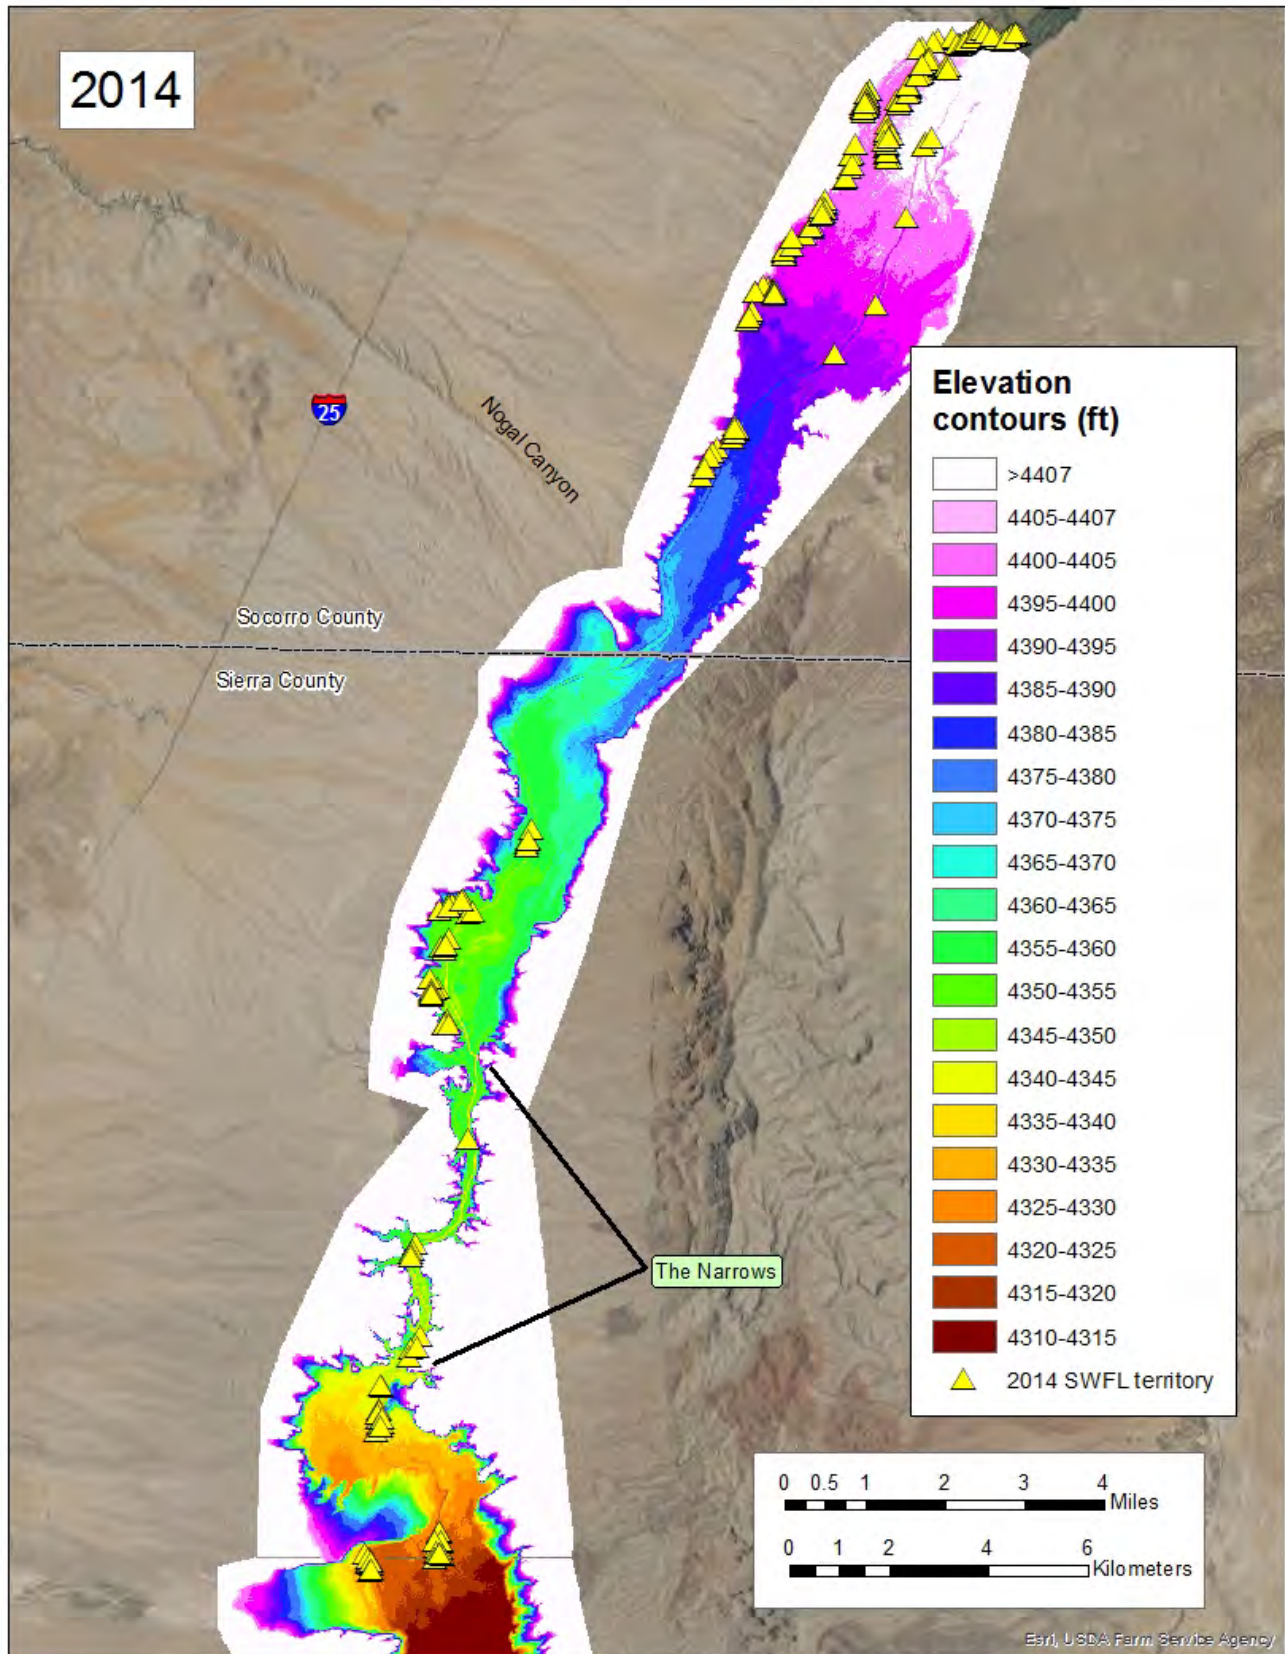 2014
25
Nogal Canyon
Socorro County
Sierra County
The Narrows
Elevation
contours (ft)
>4407
4405-4407
4400-4405
4395-4400
4390-4395
4385-4390
4380-4385
4375-4380
4370-4375
4365-4370
4360-4365
4355-4360
4350-4355
4345-4350
4340-4345
4335-4340
4330-4335
4325-4330
4320-4325
4315-4320
4310-4315
2014 SWFL territory
0 0.5 1 2 3 4
Miles
0 1 2 4 6
Kilometers
Esri, USDA Farm Service Agency